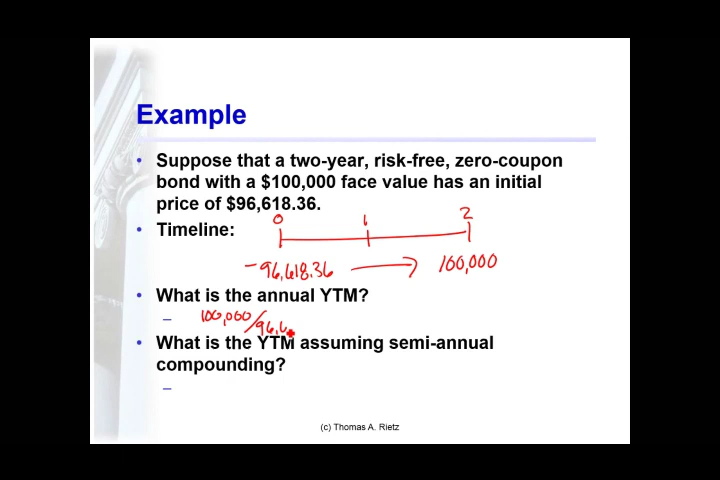 Example
• Suppose that a two-year, risk-free, zero-coupon
bond with a $100,000 face value has an initial
price of $96,618.36.
0 1 2
• Timeline:
-96,618.36 100,000
• What is the annual YTM?
– 100,000/96,6
• What is the YTM assuming semi-annual
compounding?
–
(c) Thomas A. Rietz